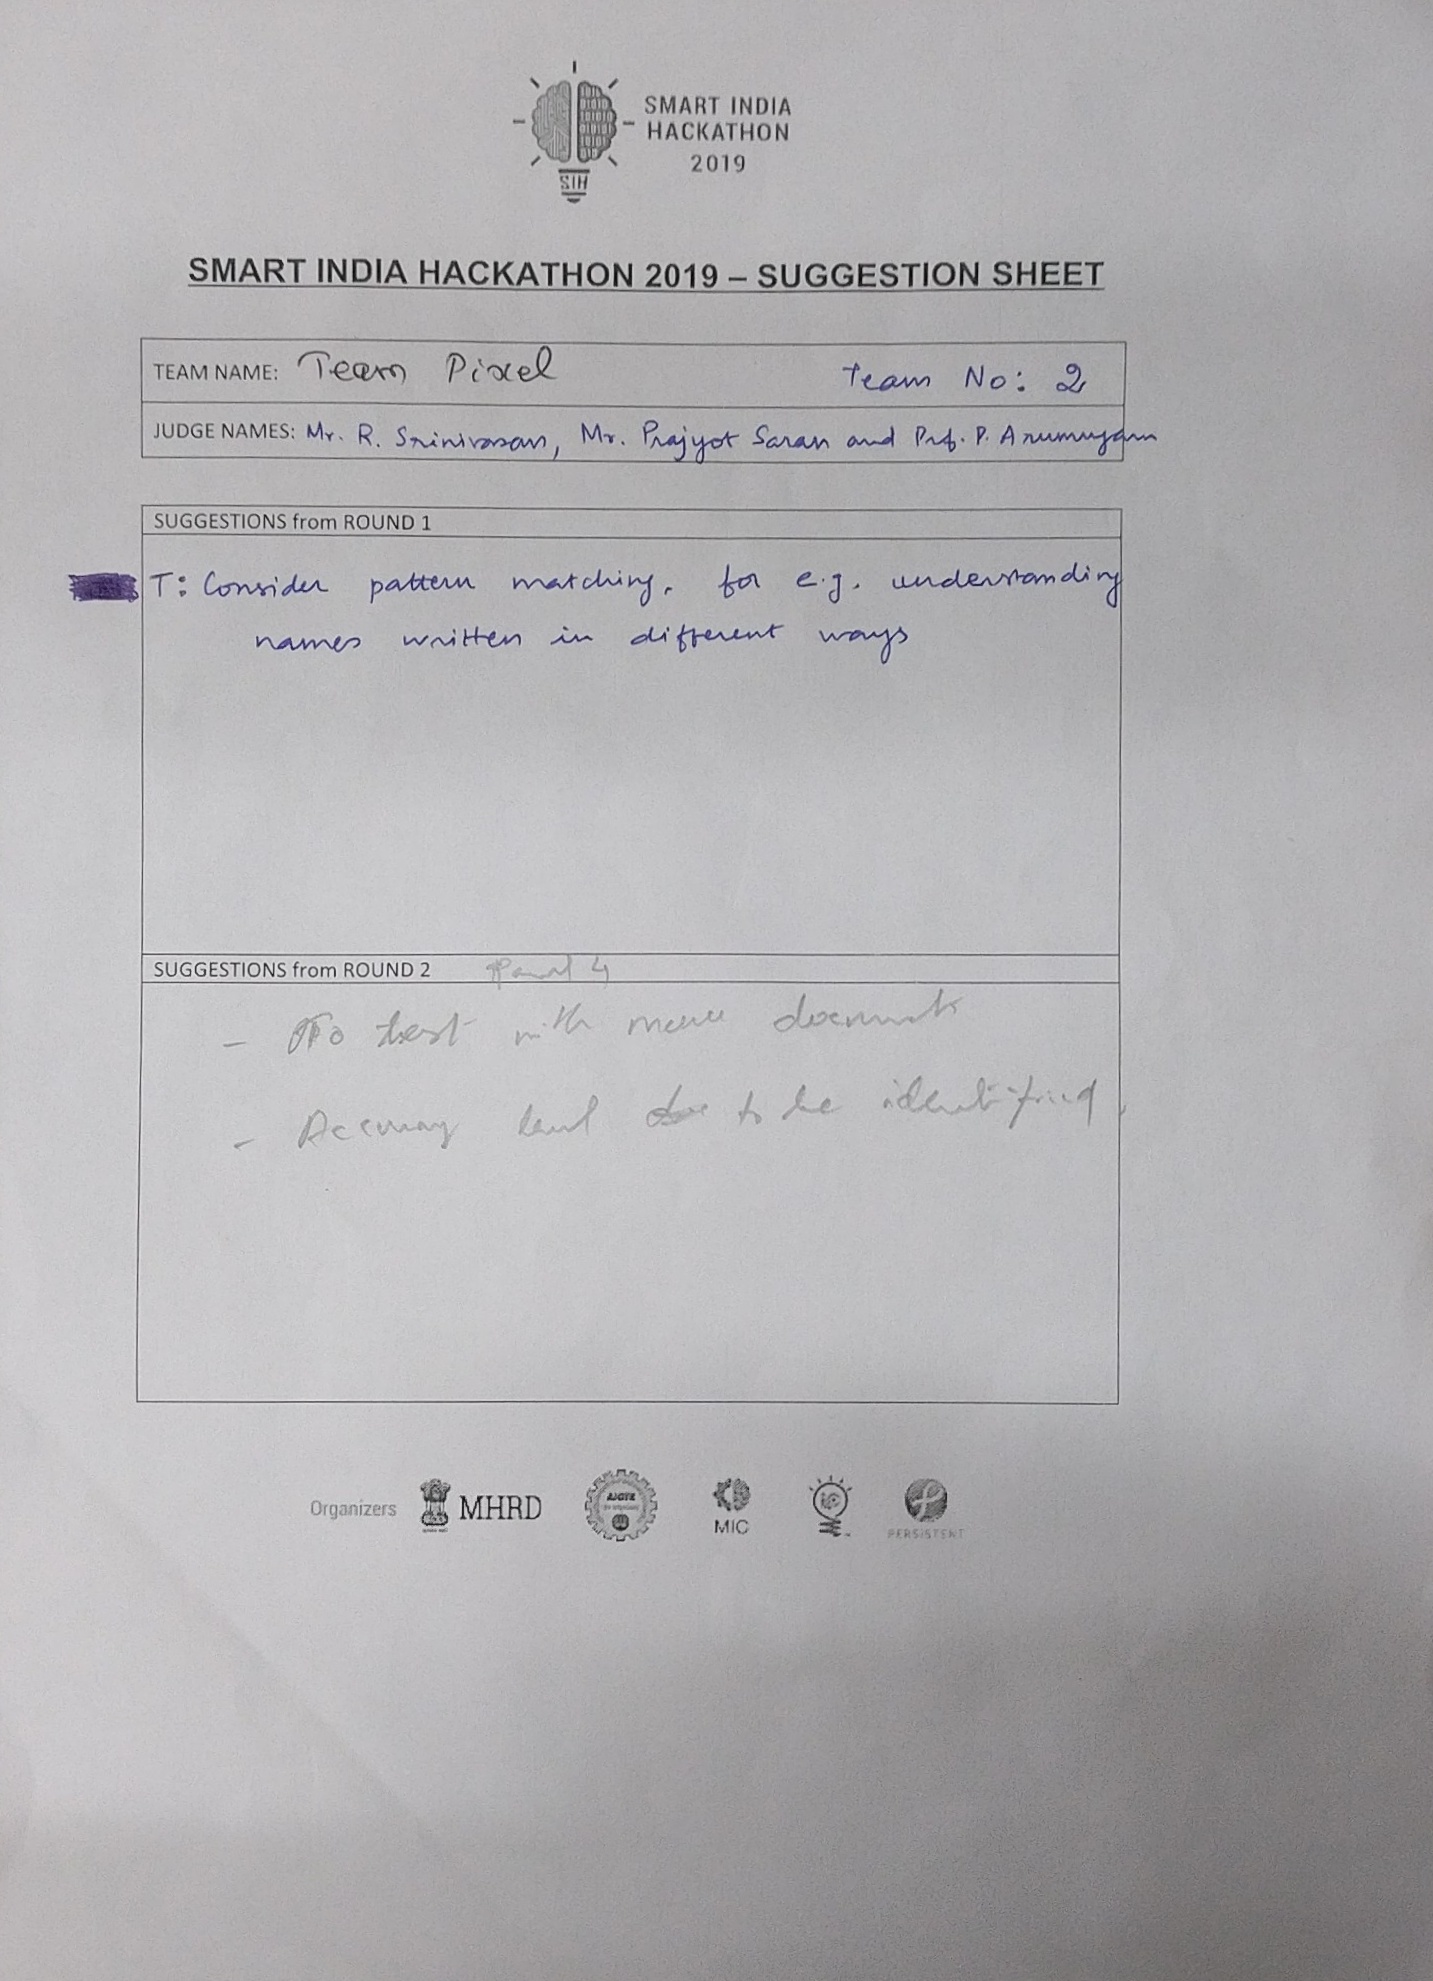 SMART INDIA
HACKATHON
2019
SIH
SMART INDIA HACKATHON 2019 – SUGGESTION SHEET
TEAM NAME: Team Pixel Team No: 2
JUDGE NAMES: Mr. R. Srinivasan, Mr. Prajyot Saran and Prof. P. Arumugam
SUGGESTIONS from ROUND 1
T: Consider pattern matching, for e.g. understanding
names written in different ways
SUGGESTIONS from ROUND 2 Panel 4
- To test with more documents
- Accuracy level to be identified
Organizers MHRD AICTE MIC PERSISTENT